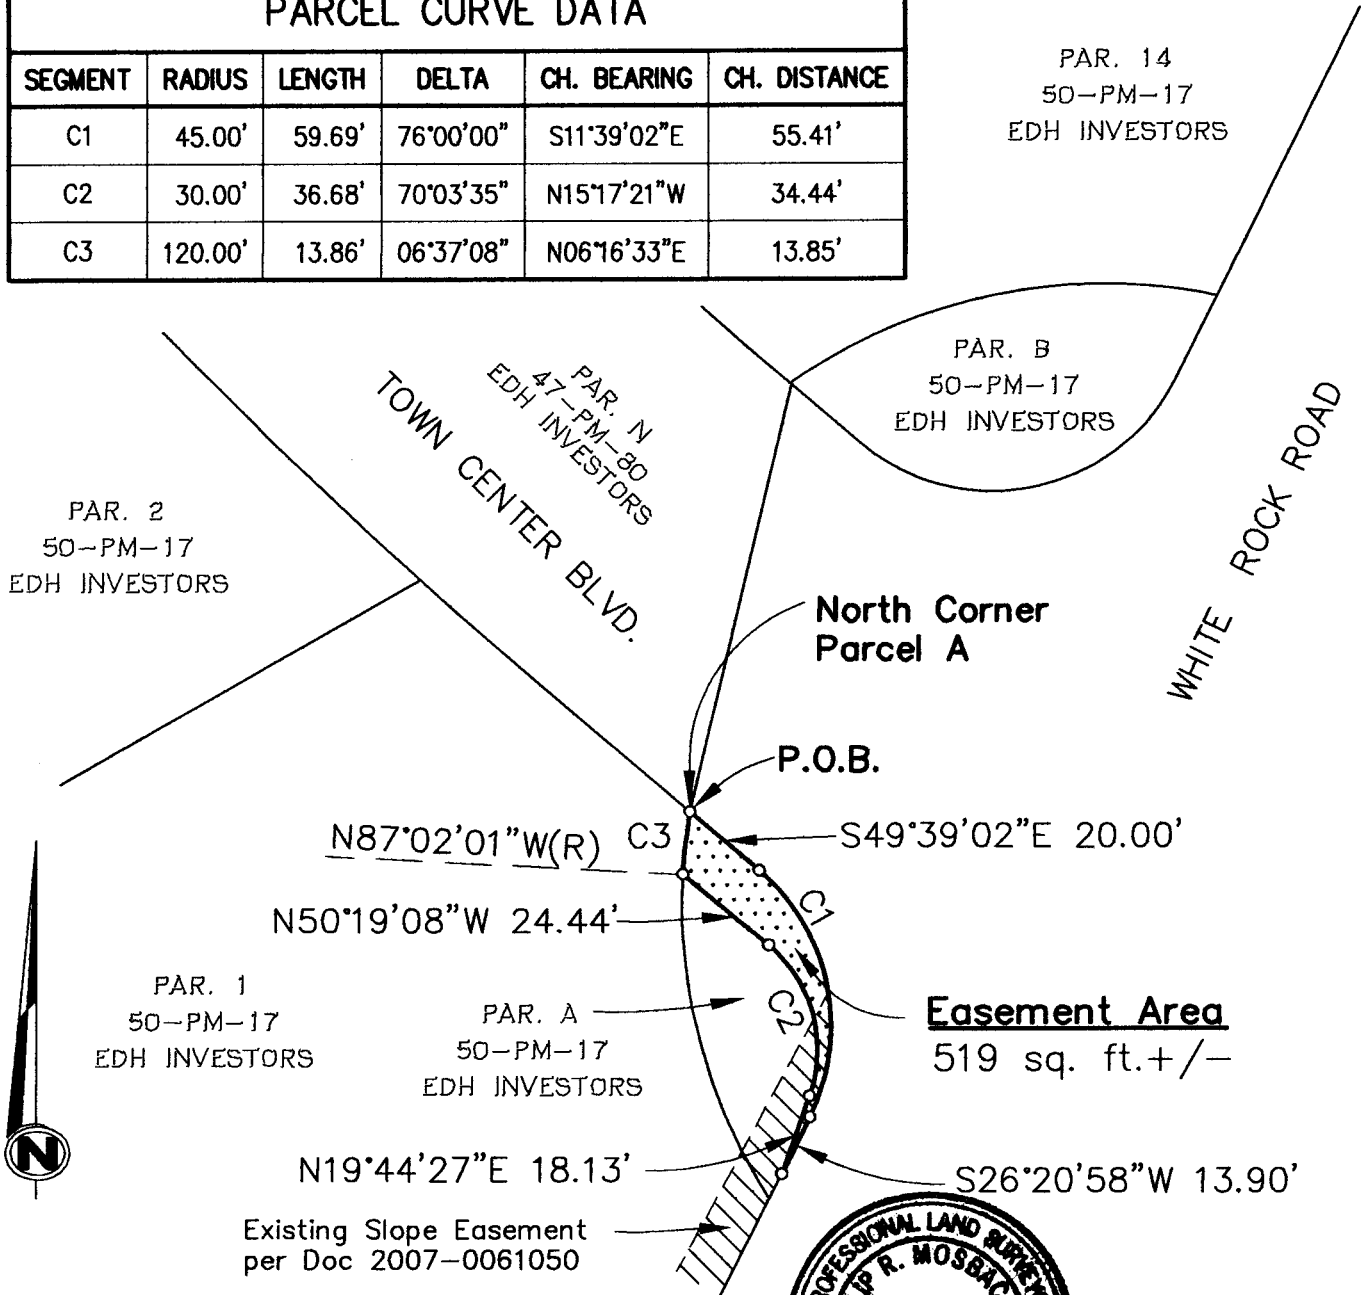 PARCEL CURVE DATA
SEGMENT RADIUS LENGTH DELTA CH. BEARING CH. DISTANCE
C1 45.00' 59.69' 76°00'00" S11°39'02"E 55.41'
C2 30.00' 36.68' 70°03'35" N15°17'21"W 34.44'
C3 120.00' 13.86' 06°37'08" N06°16'33"E 13.85'
PAR. 14
50-PM-17
EDH INVESTORS
PAR. B
50-PM-17
EDH INVESTORS
PAR. N
47-PM-80
EDH INVESTORS
TOWN CENTER BLVD.
WHITE ROCK ROAD
PAR. 2
50-PM-17
EDH INVESTORS
North Corner
Parcel A
P.O.B.
N87°02'01"W(R)
C3
S49°39'02"E 20.00'
C1
N50°19'08"W 24.44'
C2
PAR. 1
50-PM-17
EDH INVESTORS
PAR. A
50-PM-17
EDH INVESTORS
Easement Area
519 sq. ft.+/-
N
N19°44'27"E 18.13'
S26°20'58"W 13.90'
Existing Slope Easement
per Doc 2007-0061050
LAND
R.